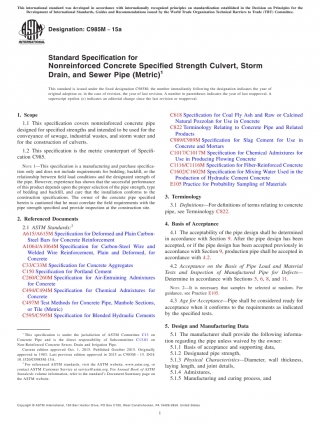 This international standard was developed in accordance with internationally recognized principles on standardization established in the Decision on Principles for the
Development of International Standards, Guides and Recommendations issued by the World Trade Organization Technical Barriers to Trade (TBT) Committee.
Designation: C985M − 15a
Standard Specification for
Nonreinforced Concrete Specified Strength Culvert, Storm
Drain, and Sewer Pipe (Metric)1
This standard is issued under the fixed designation C985M; the number immediately following the designation indicates the year of
original adoption or, in the case of revision, the year of last revision. A number in parentheses indicates the year of last reapproval. A
superscript epsilon (ε) indicates an editorial change since the last revision or reapproval.
1. Scope
1.1 This specification covers nonreinforced concrete pipe
designed for specified strengths and intended to be used for the
conveyance of sewage, industrial wastes, and storm water and
for the construction of culverts.
1.2 This specification is the metric counterpart of Specifi-
cation C985.
NOTE 1—This specification is a manufacturing and purchase specifica-
tion only, and does not include requirements for bedding, backfill, or the
relationship between field load conditions and the designated strength of
the pipe. However, experience has shown that the successful performance
of this product depends upon the proper selection of the pipe strength, type
of bedding and backfill, and care that the installation conforms to the
construction specifications. The owner of the concrete pipe specified
herein is cautioned that he must correlate the field requirements with the
pipe strength specified and provide inspection at the construction site.
2. Referenced Documents
2.1 ASTM Standards:2
A615/A615M Specification for Deformed and Plain Carbon-
Steel Bars for Concrete Reinforcement
A1064/A1064M Specification for Carbon-Steel Wire and
Welded Wire Reinforcement, Plain and Deformed, for
Concrete
C33/C33M Specification for Concrete Aggregates
C150 Specification for Portland Cement
C260/C260M Specification for Air-Entraining Admixtures
for Concrete
C494/C494M Specification for Chemical Admixtures for
Concrete
C497M Test Methods for Concrete Pipe, Manhole Sections,
or Tile (Metric)
C595/C595M Specification for Blended Hydraulic Cements
1 This specification is under the jurisdiction of ASTM Committee C13 on
Concrete Pipe and is the direct responsibility of Subcommittee C13.01 on
Non-Reinforced Concrete Sewer, Drain and Irrigation Pipe.
Current edition approved Oct. 1, 2015. Published October 2015. Originally
approved in 1983. Last previous edition approved in 2015 as C985M – 15. DOI:
10.1520/C0985M-15A.
2 For referenced ASTM standards, visit the ASTM website, www.astm.org, or
contact ASTM Customer Service at service@astm.org. For Annual Book of ASTM
Standards volume information, refer to the standard's Document Summary page on
the ASTM website.
C618 Specification for Coal Fly Ash and Raw or Calcined
Natural Pozzolan for Use in Concrete
C822 Terminology Relating to Concrete Pipe and Related
Products
C989/C989M Specification for Slag Cement for Use in
Concrete and Mortars
C1017/C1017M Specification for Chemical Admixtures for
Use in Producing Flowing Concrete
C1116/C1116M Specification for Fiber-Reinforced Concrete
C1602/C1602M Specification for Mixing Water Used in the
Production of Hydraulic Cement Concrete
E105 Practice for Probability Sampling of Materials
3. Terminology
3.1 Definitions—For definitions of terms relating to concrete
pipe, see Terminology C822.
4. Basis of Acceptance
4.1 The acceptability of the pipe design shall be determined
in accordance with Section 9. After the pipe design has been
accepted, or if the pipe design has been accepted previously in
accordance with Section 9, production pipe shall be accepted in
accordance with 4.2.
4.2 Acceptance on the Basis of Pipe Load and Material
Tests and Inspection of Manufactured Pipe for Defects—
Determine in accordance with Sections 5, 6, 9, and 11.
NOTE 2—It is necessary that samples be selected at random. For
guidance, see Practice E105.
4.3 Age for Acceptance—Pipe shall be considered ready for
acceptance when it conforms to the requirements as indicated
by the specified tests.
5. Design and Manufacturing Data
5.1 The manufacturer shall provide the following informa-
tion regarding the pipe unless waived by the owner:
5.1.1 Basis of acceptance and supporting data,
5.1.2 Designated pipe strength,
5.1.3 Physical Characteristics—Diameter, wall thickness,
laying length, and joint details,
5.1.4 Admixtures,
5.1.5 Manufacturing and curing process, and
Copyright © ASTM International, 100 Barr Harbor Drive, PO Box C700, West Conshohocken, PA 19428-2959. United States
1